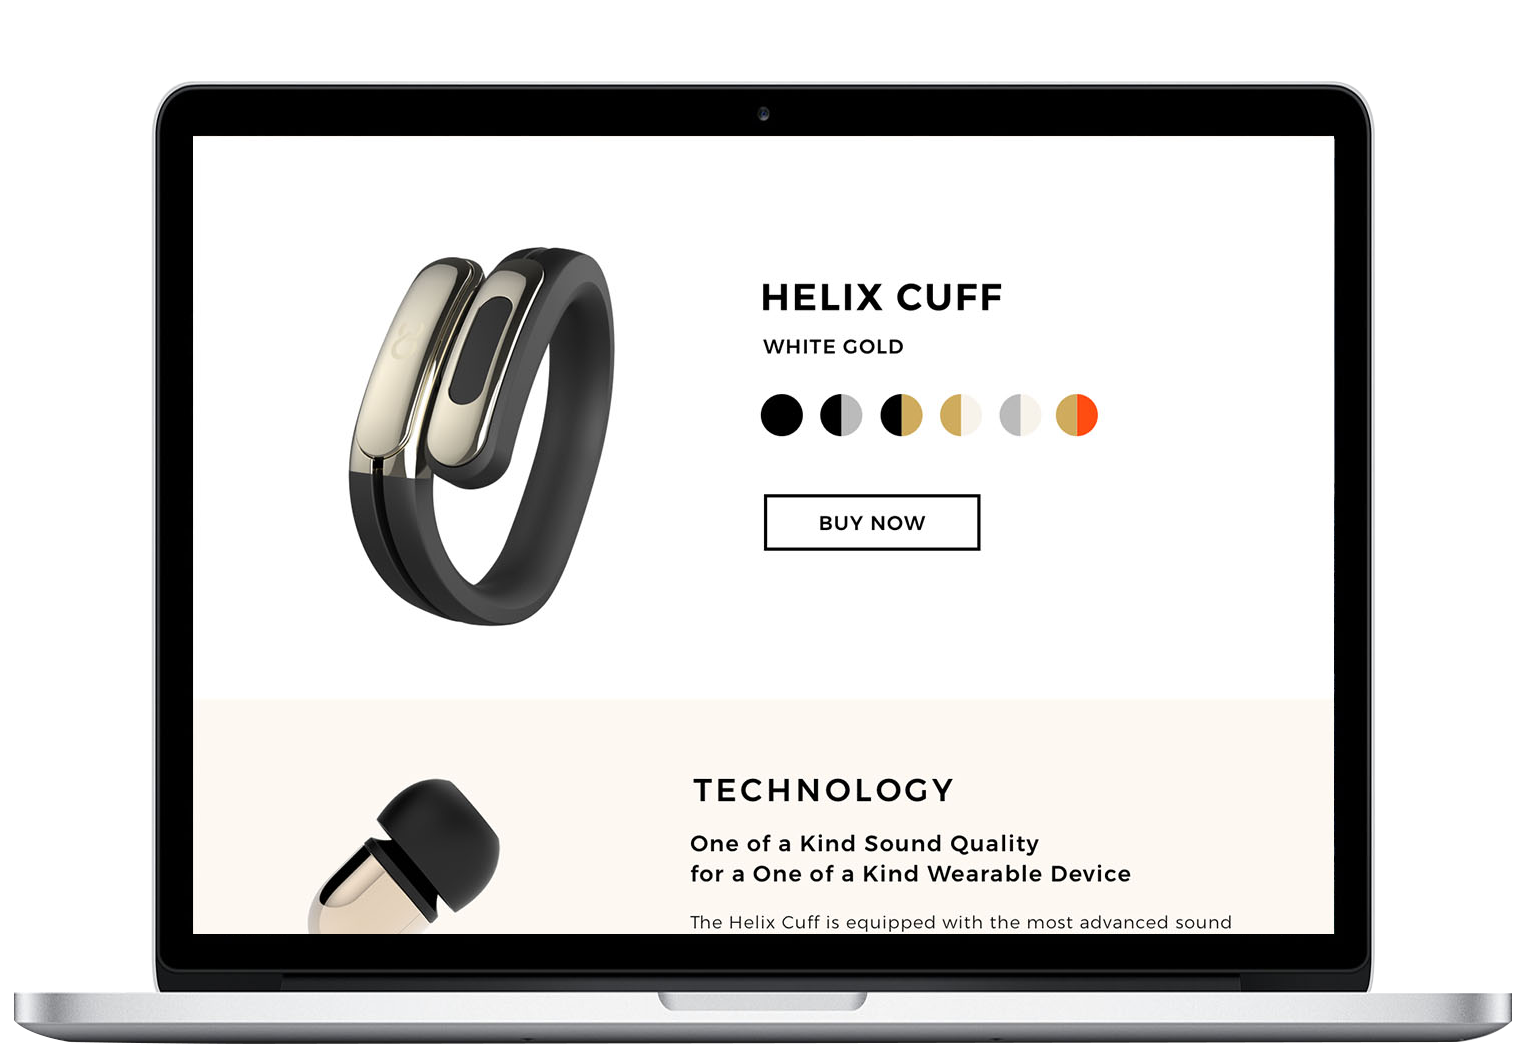 HELIX CUFF
WHITE GOLD
BUY NOW
TECHNOLOGY
One of a Kind Sound Quality
for a One of a Kind Wearable Device
The Helix Cuff is equipped with the most advanced sound